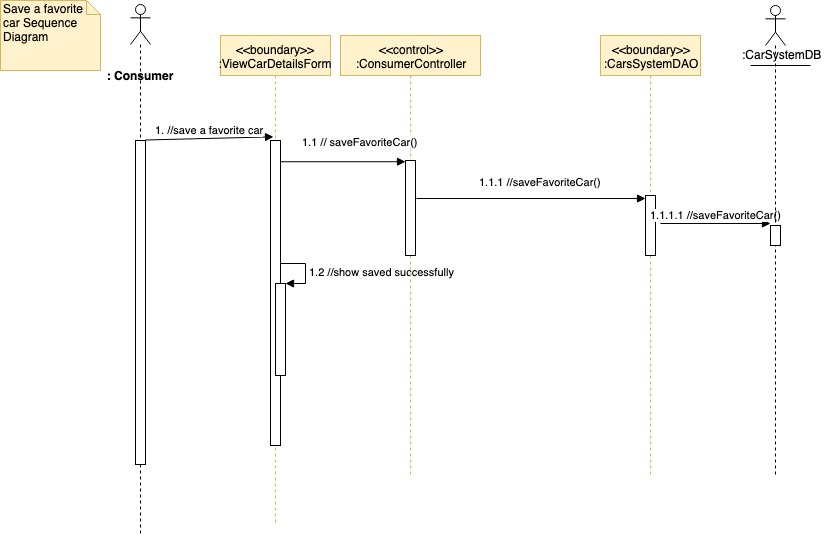 Save a favorite
car Sequence
Diagram
: Consumer
<<boundary>>
:ViewCarDetailsForm
<<control>>
:ConsumerController
<<boundary>>
:CarsSystemDAO
:CarSystemDB
1. //save a favorite car
1.1 // saveFavoriteCar()
1.1.1 //saveFavoriteCar()
1.1.1.1 //saveFavoriteCar()
1.2 //show saved successfully